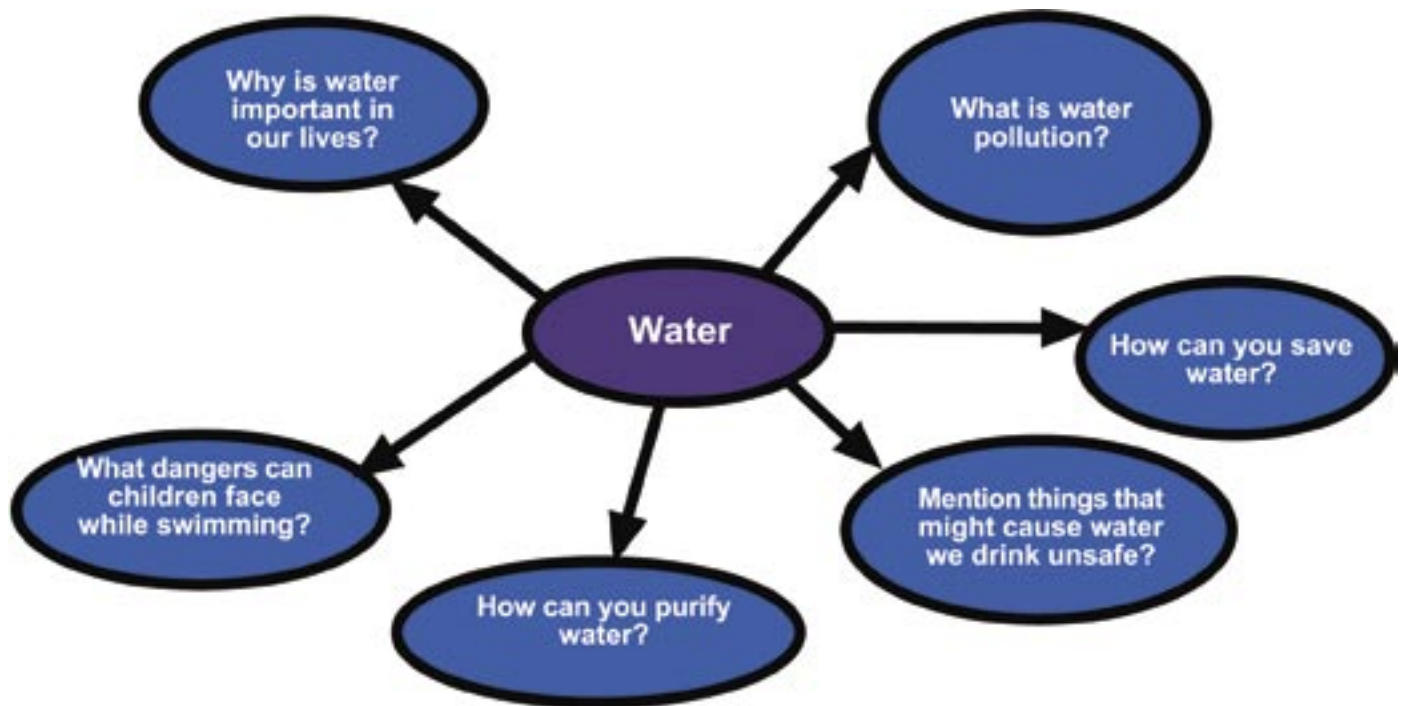 Why is water
important in
our lives?
What is water
pollution?
Water
How can you save
water?
What dangers can
children face
while swimming?
Mention things that
might cause water
we drink unsafe?
How can you purify
water?